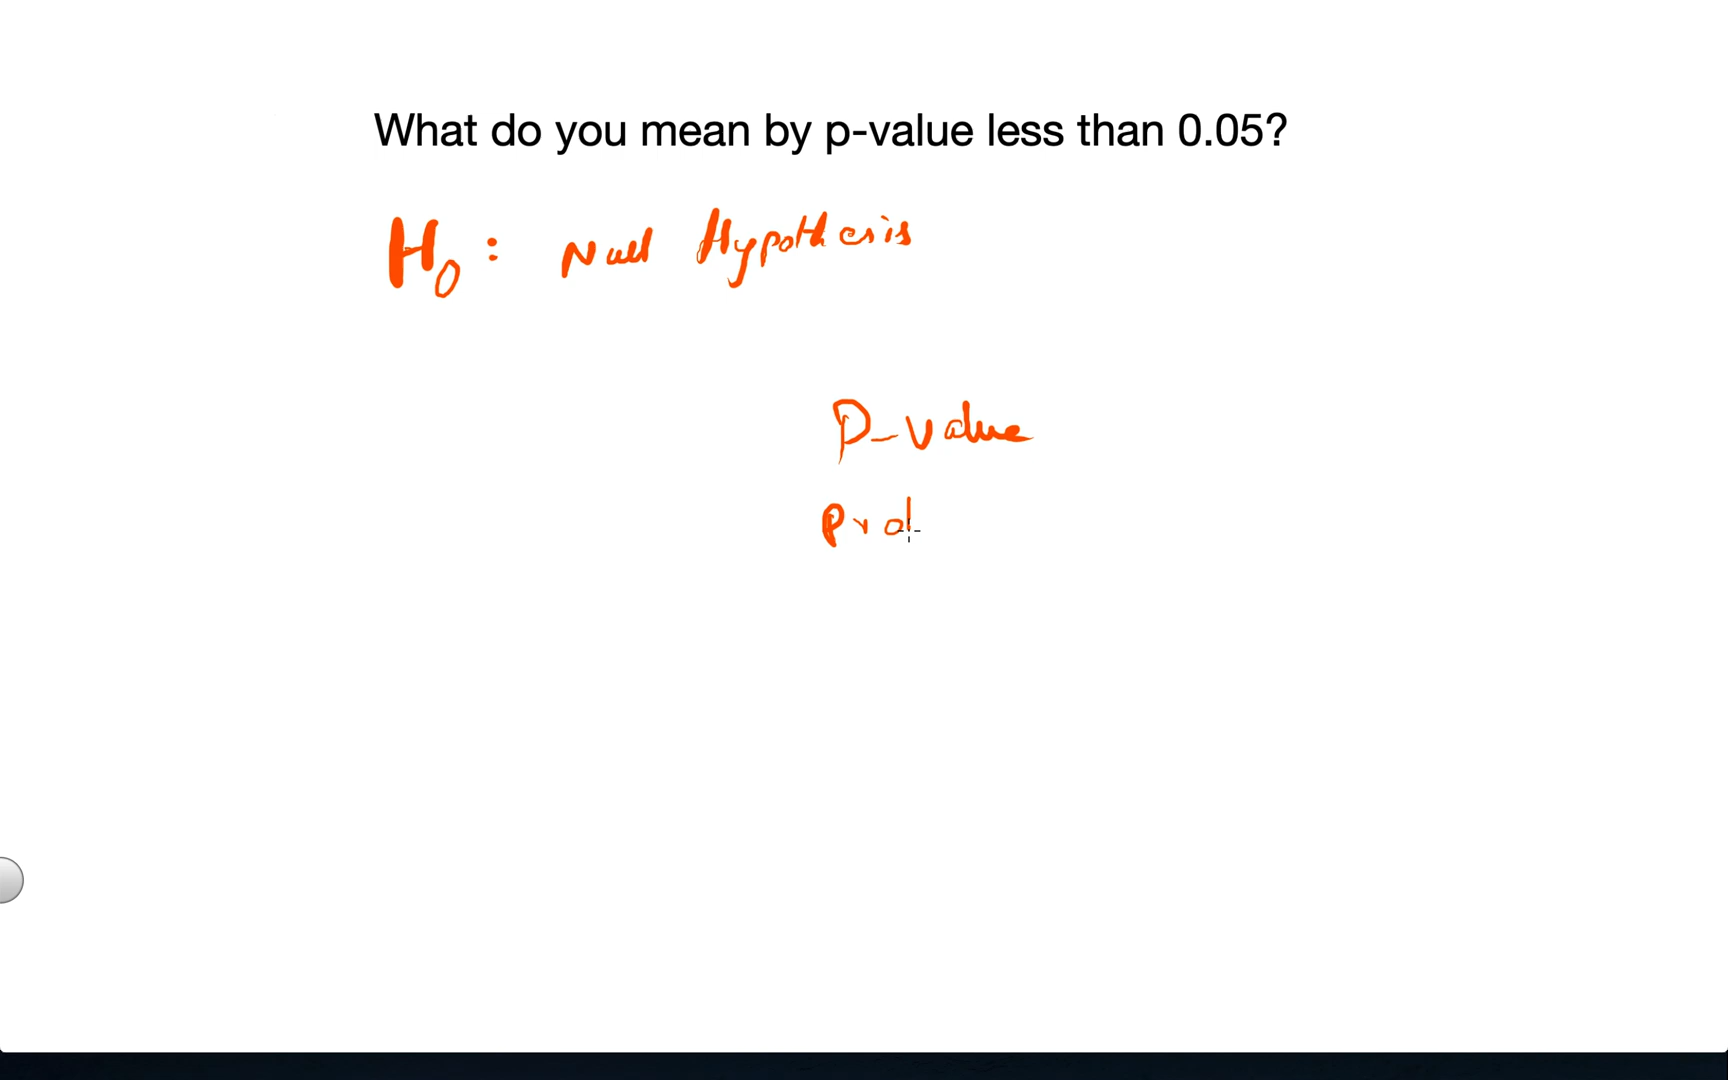 What do you mean by p-value less than 0.05?
H0 : Null Hypothesis
P-value